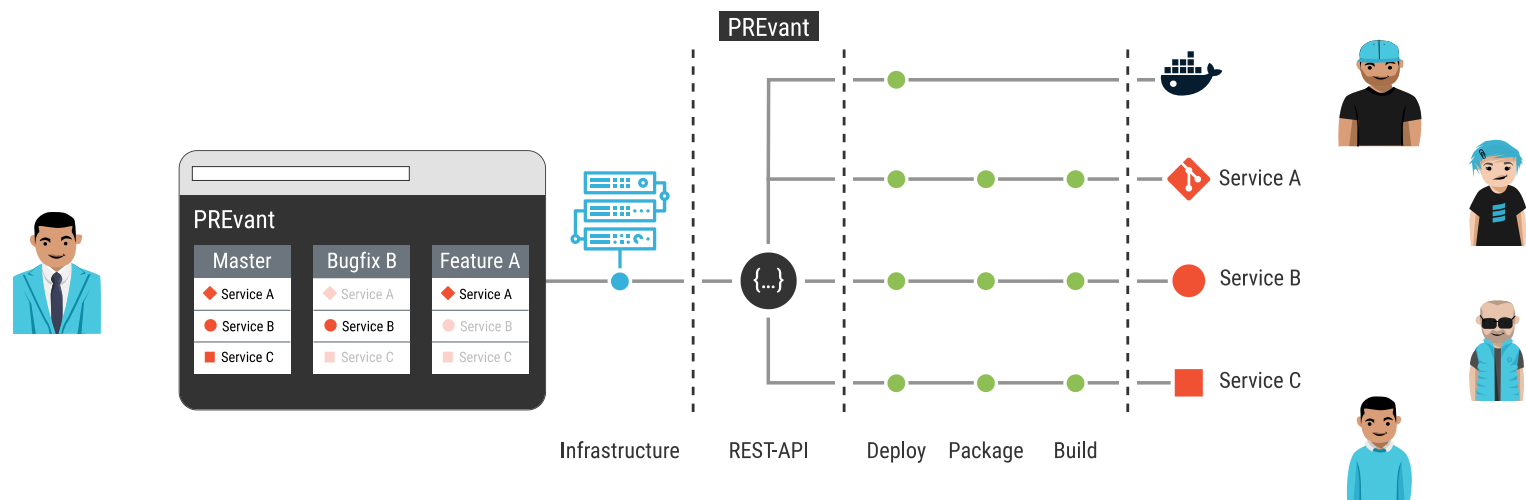 PREvant
PREvant
Master
Service A
Service B
Service C
Bugfix B
Service A
Service B
Service C
Feature A
Service A
Service B
Service C
{...}
Service A
Service B
Service C
Infrastructure
REST-API
Deploy
Package
Build